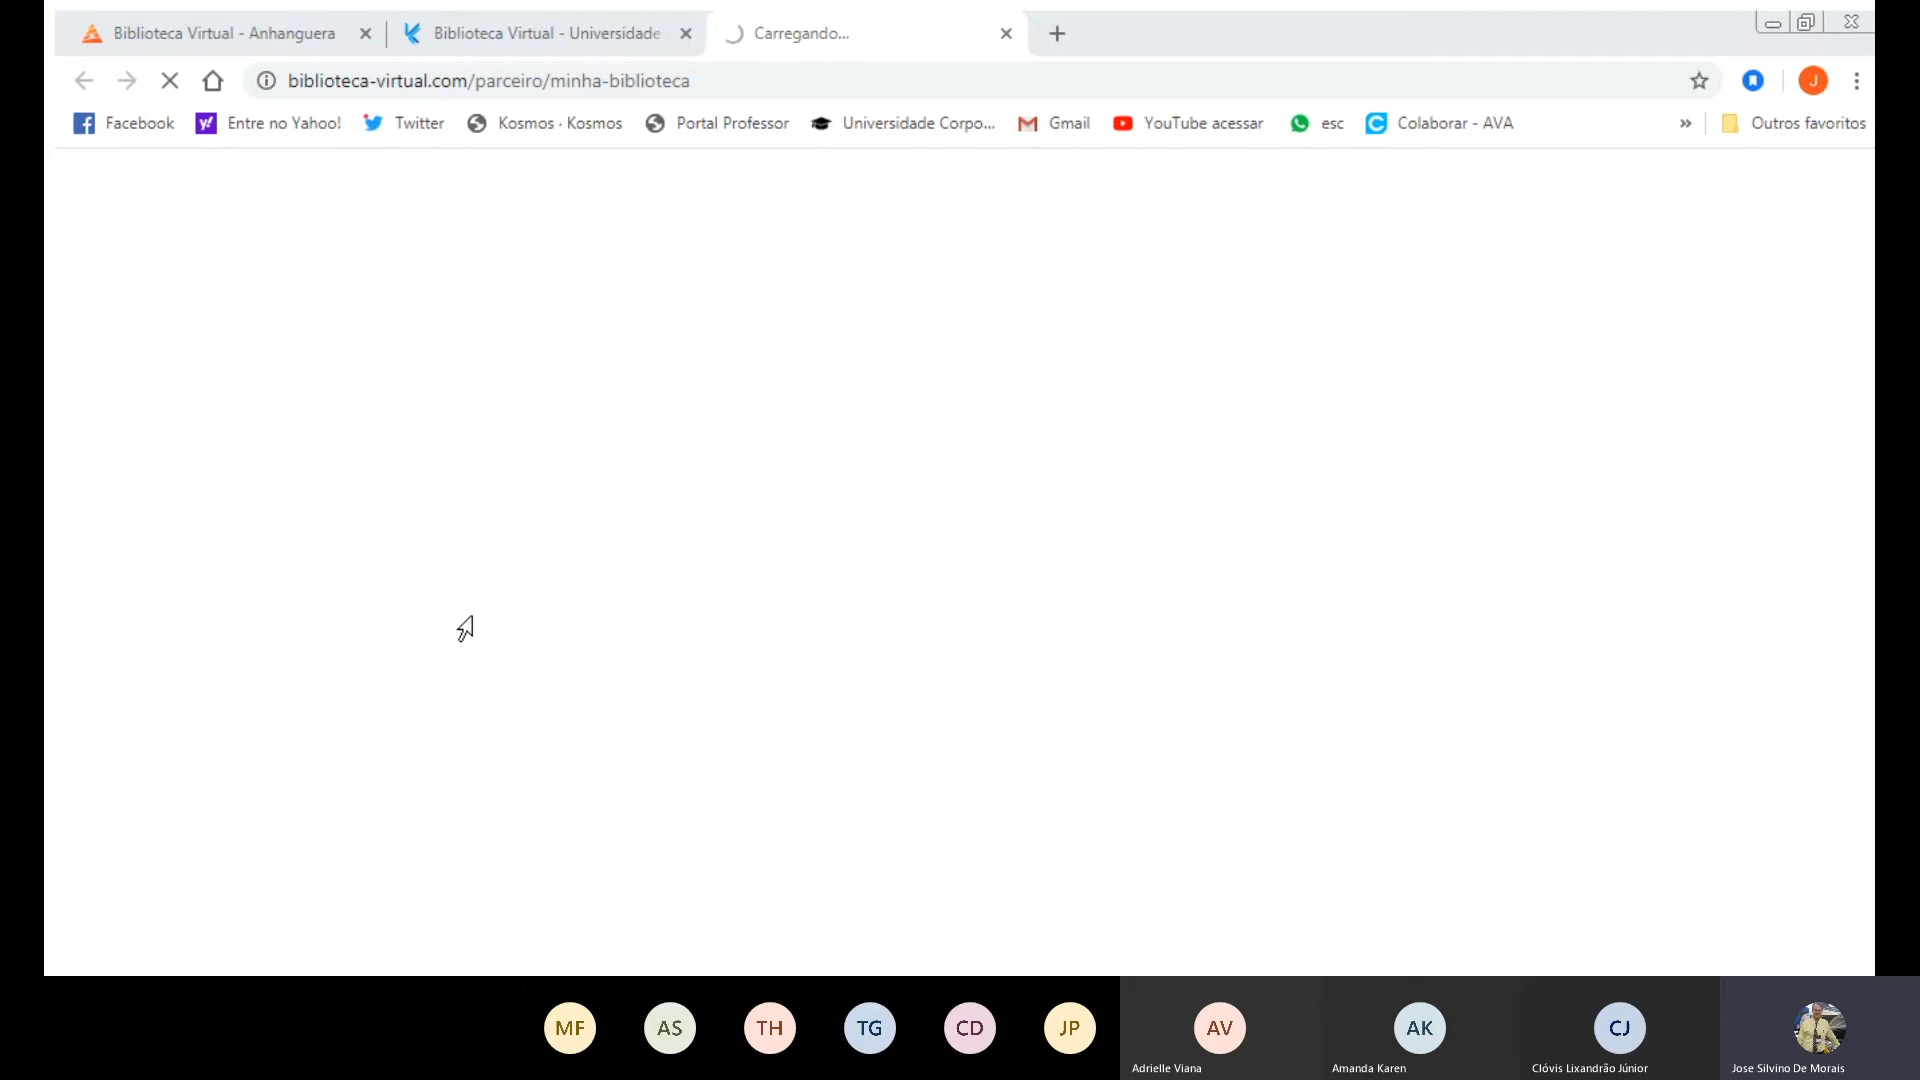 Biblioteca Virtual - Anhanguera
Biblioteca Virtual - Universidade
Carregando...
biblioteca-virtual.com/parceiro/minha-biblioteca
J
Facebook
Entre no Yahoo!
Twitter
Kosmos · Kosmos
Portal Professor
Universidade Corpo...
Gmail
YouTube acessar
esc
Colaborar - AVA
»
Outros favoritos
MF
AS
TH
TG
CD
JP
AV
AK
CJ
Adrielle Viana
Amanda Karen
Clóvis Lixandrão Júnior
Jose Silvino De Morais